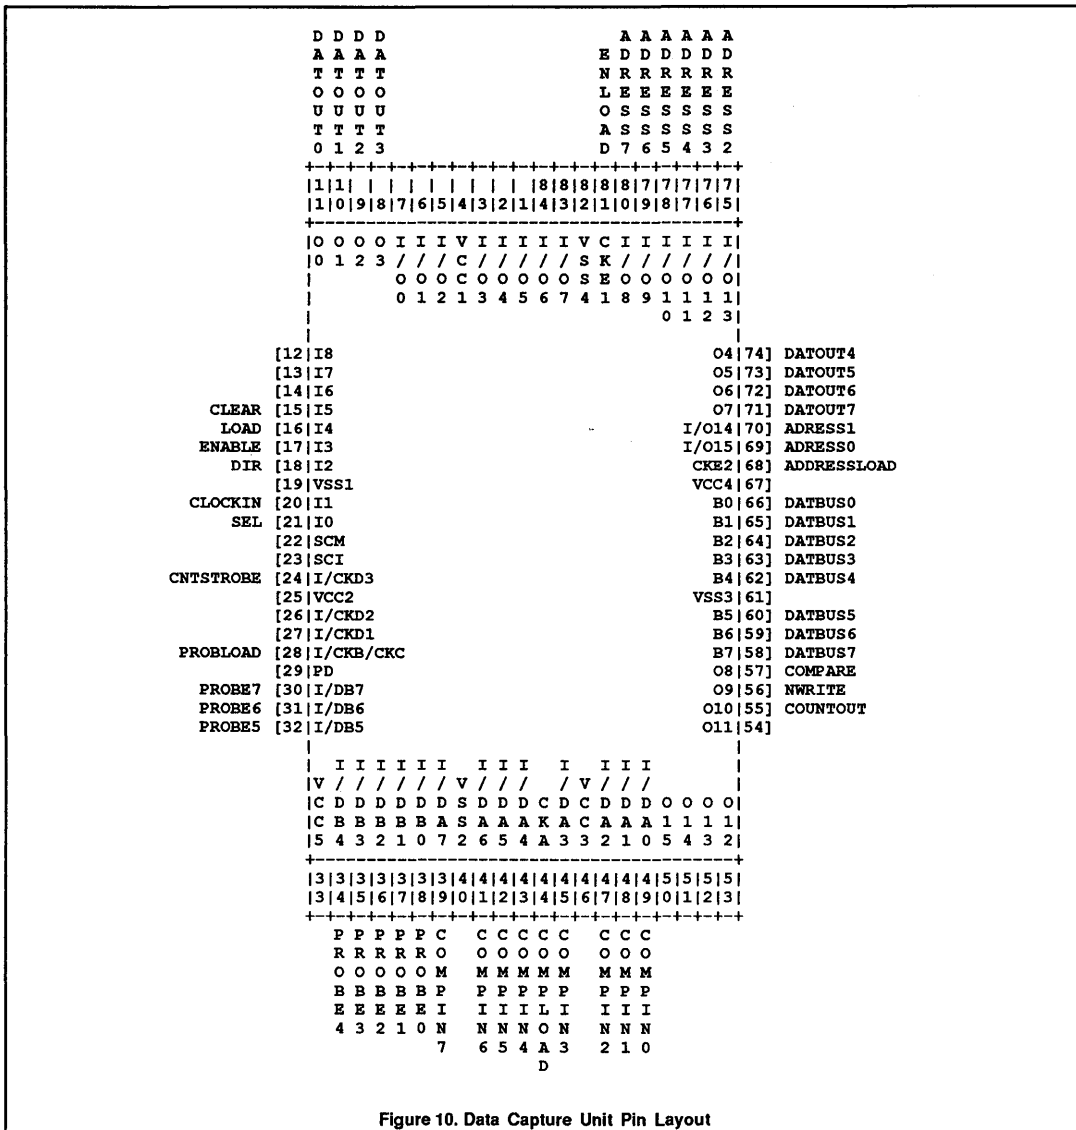 D D D D A A A A A A
A A A A E D D D D D D
T T T T N R R R R R R
O O O O L E E E E E E
U U U U O S S S S S S
T T T T A S S S S S S
0 1 2 3 D 7 6 5 4 3 2
+-+-+-+-+-+-+-+-+-+-+-+-+-+-+-+-+-+-+-+-+-+
|1|1| | | | | | | | | |8|8|8|8|8|7|7|7|7|7|
|1|0|9|8|7|6|5|4|3|2|1|4|3|2|1|0|9|8|7|6|5|
+-----------------------------------------+
|O O O O I I I V I I I I I V C I I I I I I|
|0 1 2 3 / / / C / / / / / S K / / / / / /|
| O O O C O O O O O S E O O O O O O|
| 0 1 2 1 3 4 5 6 7 4 1 8 9 1 1 1 1|
| 0 1 2 3|
[12|I8 O4|74] DATOUT4
[13|I7 O5|73] DATOUT5
[14|I6 O6|72] DATOUT6
CLEAR [15|I5 O7|71] DATOUT7
LOAD [16|I4 I/O14|70] ADRESS1
ENABLE [17|I3 I/O15|69] ADRESS0
DIR [18|I2 CKE2|68] ADDRESSLOAD
[19|VSS1 VCC4|67]
CLOCKIN [20|I1 B0|66] DATBUS0
SEL [21|I0 B1|65] DATBUS1
[22|SCM B2|64] DATBUS2
[23|SCI B3|63] DATBUS3
CNTSTROBE [24|I/CKD3 B4|62] DATBUS4
[25|VCC2 VSS3|61]
[26|I/CKD2 B5|60] DATBUS5
[27|I/CKD1 B6|59] DATBUS6
PROBLOAD [28|I/CKB/CKC B7|58] DATBUS7
[29|PD O8|57] COMPARE
PROBE7 [30|I/DB7 O9|56] NWRITE
PROBE6 [31|I/DB6 O10|55] COUNTOUT
PROBE5 [32|I/DB5 O11|54]
| I I I I I I I I I I I I I |
|V / / / / / / V / / / / V / / / |
|C D D D D D D S D D D C D C D D D O O O O|
|C B B B B B A S A A A K A C A A A 1 1 1 1|
|5 4 3 2 1 0 7 2 6 5 4 A 3 3 2 1 0 5 4 3 2|
+-----------------------------------------+
|3|3|3|3|3|3|3|4|4|4|4|4|4|4|4|4|4|5|5|5|5|
|3|4|5|6|7|8|9|0|1|2|3|4|5|6|7|8|9|0|1|2|3|
+-+-+-+-+-+-+-+-+-+-+-+-+-+-+-+-+-+-+-+-+-+
P P P P P C C C C C C C C C
R R R R R O O O O O O O O O
O O O O O M M M M M M M M M
B B B B B P P P P P P P P P
E E E E E I I I I L I I I I
4 3 2 1 0 N N N N O N N N N
7 6 5 4 A 3 2 1 0
D
Figure 10. Data Capture Unit Pin Layout